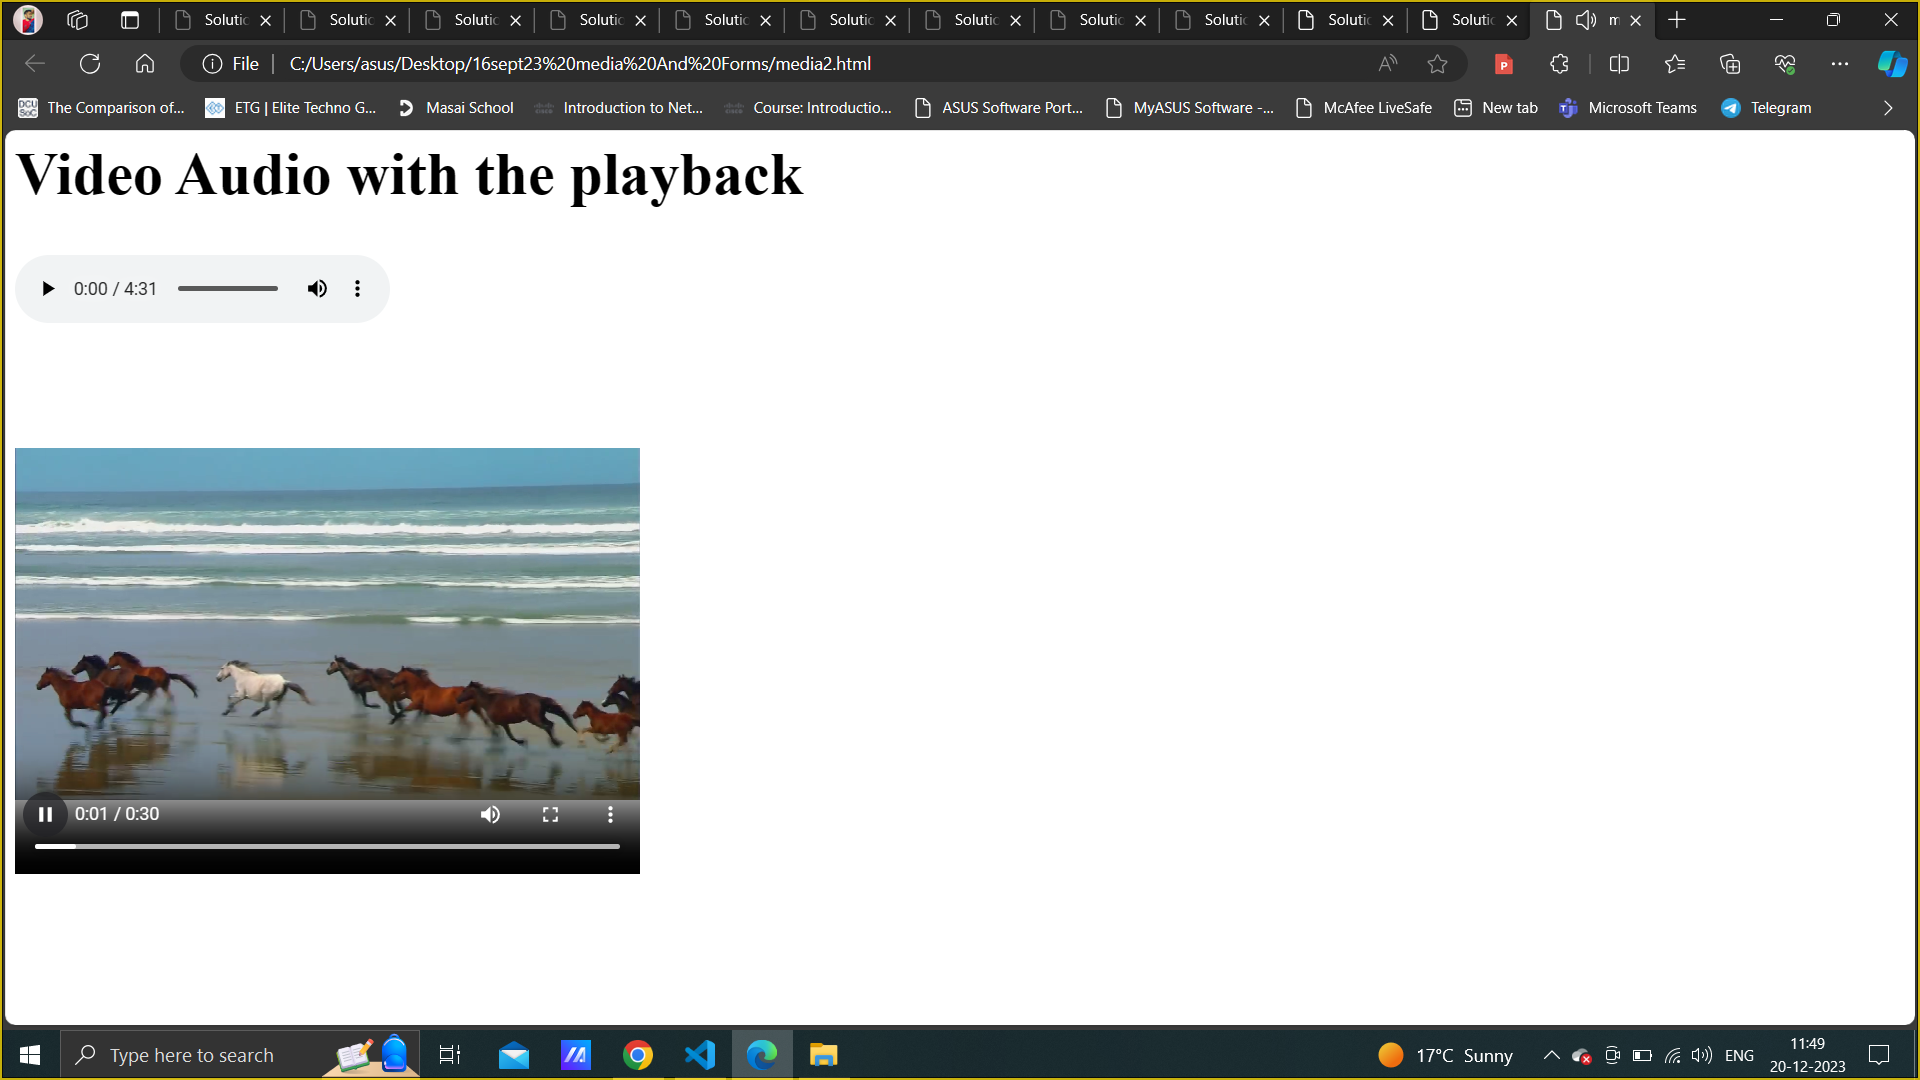 Solutic Solutic Solutic Solutic Solutic Solutic Solutic Solutic Solutic Solutic Solutic m
File C:/Users/asus/Desktop/16sept23%20media%20And%20Forms/media2.html
The Comparison of... ETG | Elite Techno G... Masai School Introduction to Net... Course: Introductio... ASUS Software Port... MyASUS Software -... McAfee LiveSafe New tab Microsoft Teams Telegram
Video Audio with the playback
0:00 / 4:31
0:01 / 0:30
Type here to search 17°C Sunny ENG 11:49
20-12-2023